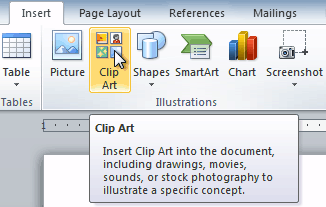 Insert Page Layout References Mailings
Table Picture Clip Art Shapes SmartArt Chart Screenshot
Tables Illustrations
1
Clip Art
Insert Clip Art into the document,
including drawings, movies,
sounds, or stock photography to
illustrate a specific concept.